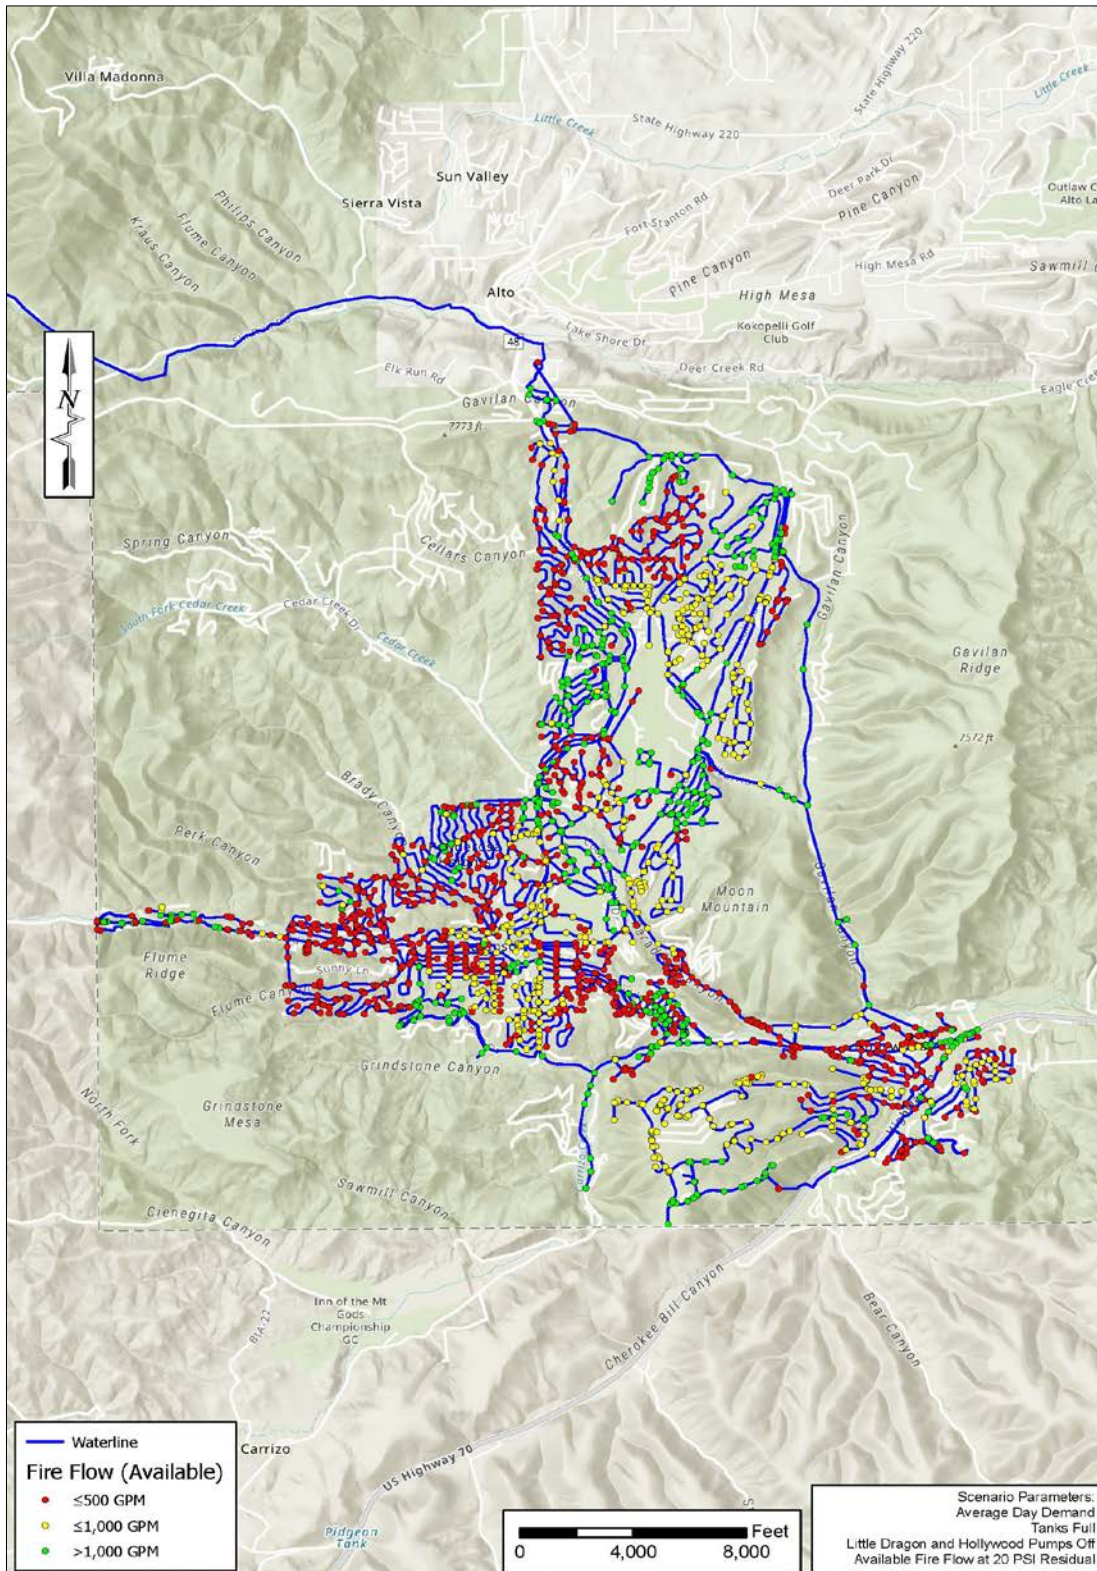 Villa Madonna
State Highway 220
Little Creek
Little Creek
State Highway 220
Sun Valley
Deer Park Dr
Outlaw C
Alto La
Philips Canyon
Sierra Vista
Pine Canyon
Flume Canyon
Fort Stanton Rd
Kraus Canyon
Pine Canyon
High Mesa Rd
Sawmill
Alto
High Mesa
Kokopelli Golf
Club
Lake Shore Dr
48
Elk Run Rd
Deer Creek Rd
Eagle Cree
N
Gavilan Canyon
7773 ft
Spring Canyon
Cellars Canyon
Gavilan Canyon
South Fork Cedar Creek
Cedar Creek Dr
Cedar Creek
Gavilan
Ridge
7572 ft
Brady Canyon
Perk Canyon
Moon
Mountain
Flume
Ridge
Sunny Ln
Flume Canyon
Grindstone Canyon
Grindstone
Mesa
North Fork
Sawmill Canyon
Cienegita Canyon
Inn of the Mt
Gods
Championship
GC
BIA-22
Cherokee Bill Canyon
Bear Canyon
Carrizo
US Highway 70
Pidgeon
Tank
Waterline
Fire Flow (Available)
≤500 GPM
≤1,000 GPM
>1,000 GPM
Feet
0 4,000 8,000
Scenario Parameters:
Average Day Demand
Tanks Full
Little Dragon and Hollywood Pumps Off
Available Fire Flow at 20 PSI Residual